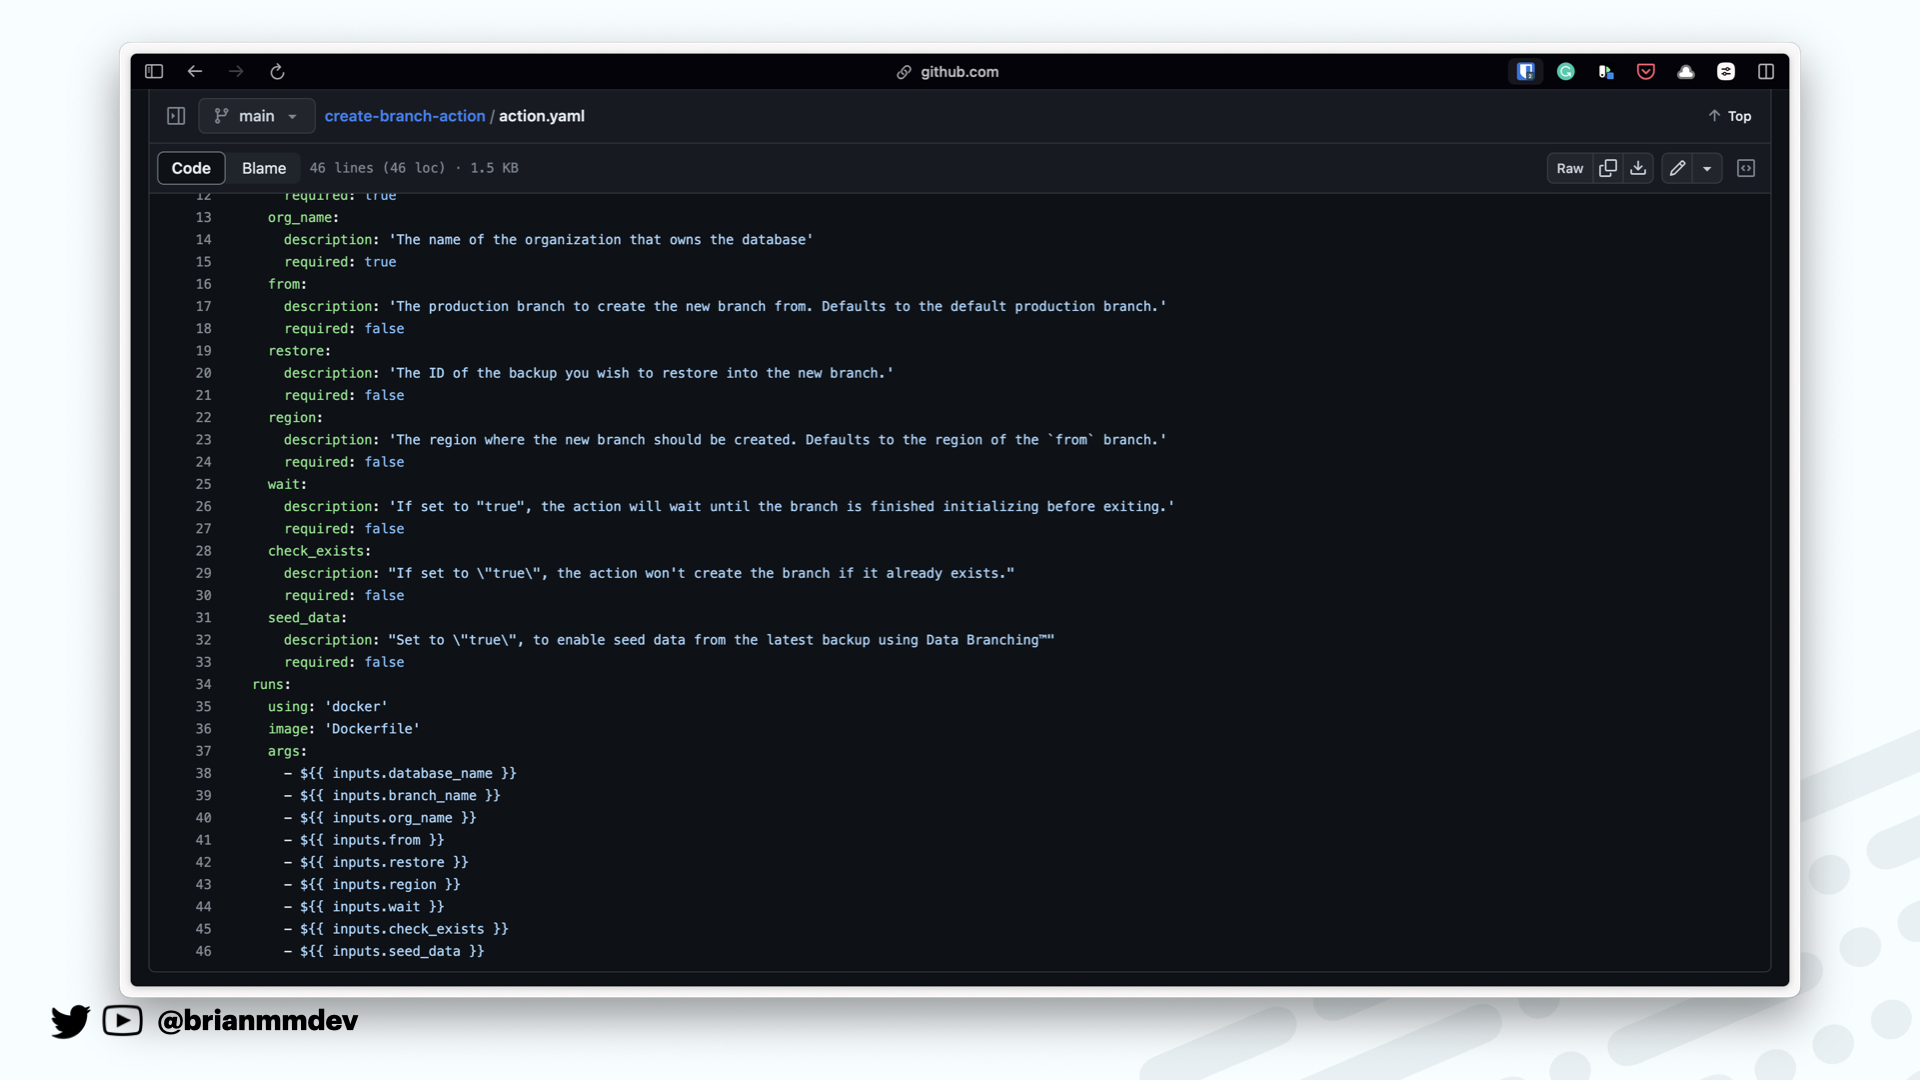 github.com
main
create-branch-action / action.yaml
Top
Code Blame 46 lines (46 loc) · 1.5 KB
Raw
12 required: true
13 org_name:
14 description: 'The name of the organization that owns the database'
15 required: true
16 from:
17 description: 'The production branch to create the new branch from. Defaults to the default production branch.'
18 required: false
19 restore:
20 description: 'The ID of the backup you wish to restore into the new branch.'
21 required: false
22 region:
23 description: 'The region where the new branch should be created. Defaults to the region of the `from` branch.'
24 required: false
25 wait:
26 description: 'If set to "true", the action will wait until the branch is finished initializing before exiting.'
27 required: false
28 check_exists:
29 description: "If set to \"true\", the action won't create the branch if it already exists."
30 required: false
31 seed_data:
32 description: "Set to \"true\", to enable seed data from the latest backup using Data Branching™"
33 required: false
34 runs:
35 using: 'docker'
36 image: 'Dockerfile'
37 args:
38 - ${{ inputs.database_name }}
39 - ${{ inputs.branch_name }}
40 - ${{ inputs.org_name }}
41 - ${{ inputs.from }}
42 - ${{ inputs.restore }}
43 - ${{ inputs.region }}
44 - ${{ inputs.wait }}
45 - ${{ inputs.check_exists }}
46 - ${{ inputs.seed_data }}
@brianmmdev